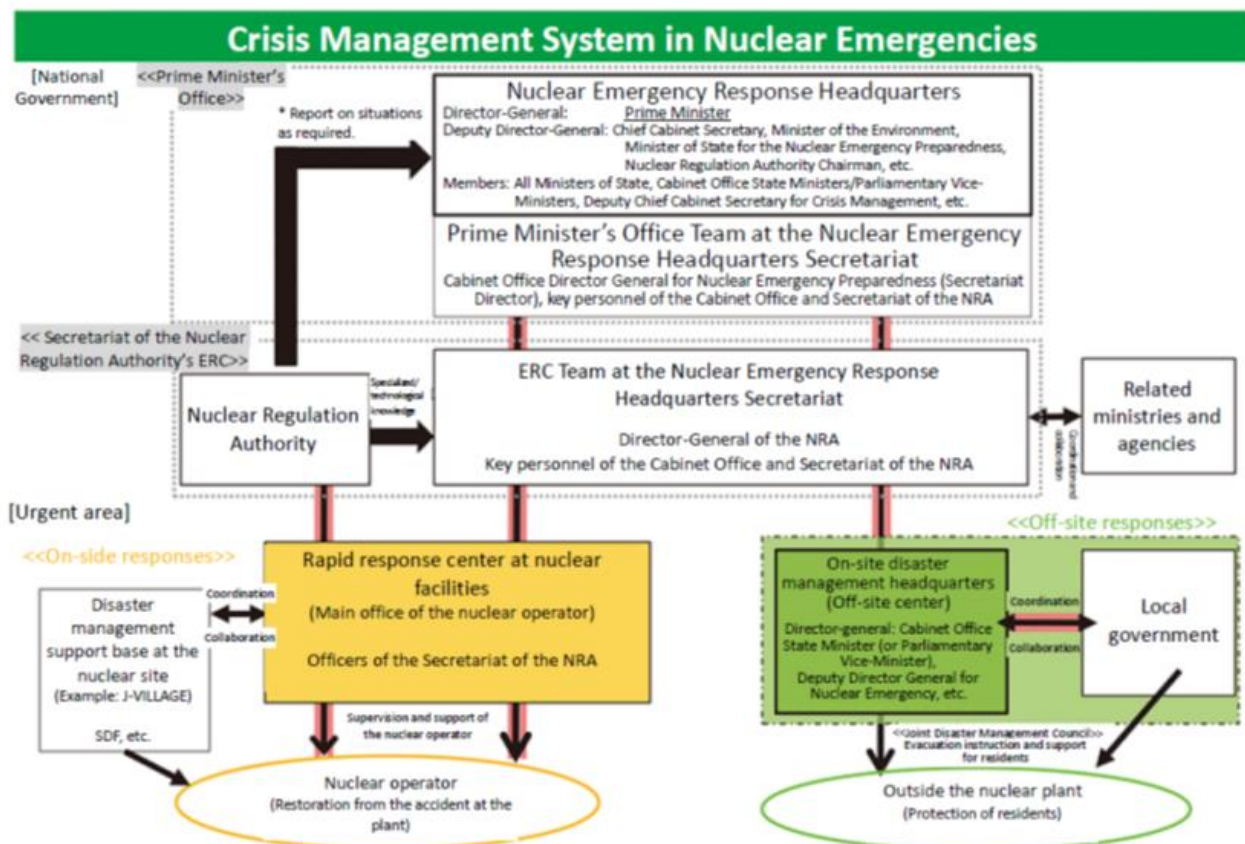 Crisis Management System in Nuclear Emergencies
[National
Government]
<<Prime Minister's
Office>>
* Report on situations
as required.
Nuclear Emergency Response Headquarters
Director-General: Prime Minister
Deputy Director-General: Chief Cabinet Secretary, Minister of the Environment,
Minister of State for the Nuclear Emergency Preparedness,
Nuclear Regulation Authority Chairman, etc.
Members: All Ministers of State, Cabinet Office State Ministers/Parliamentary Vice-
Ministers, Deputy Chief Cabinet Secretary for Crisis Management, etc.
Prime Minister's Office Team at the Nuclear Emergency
Response Headquarters Secretariat
Cabinet Office Director General for Nuclear Emergency Preparedness (Secretariat
Director), key personnel of the Cabinet Office and Secretariat of the NRA
<< Secretariat of the Nuclear
Regulation Authority's ERC>>
Nuclear Regulation
Authority
Specialized/
technological
knowledge
ERC Team at the Nuclear Emergency Response
Headquarters Secretariat
Director-General of the NRA
Key personnel of the Cabinet Office and Secretariat of the NRA
Coordination and
collaboration
Related
ministries and
agencies
[Urgent area]
<<On-side responses>>
Disaster
management
support base at the
nuclear site
(Example: J-VILLAGE)
SDF, etc.
Coordination
Collaboration
Rapid response center at nuclear
facilities
(Main office of the nuclear operator)
Officers of the Secretariat of the NRA
Supervision and support of
the nuclear operator
Nuclear operator
(Restoration from the accident at the
plant)
<<Off-site responses>>
On-site disaster
management headquarters
(Off-site center)
Director-general: Cabinet Office
State Minister (or Parliamentary
Vice-Minister),
Deputy Director General for
Nuclear Emergency, etc.
Coordination
Collaboration
Local
government
<<Joint Disaster Management Council>>
Evacuation instruction and support
for residents
Outside the nuclear plant
(Protection of residents)